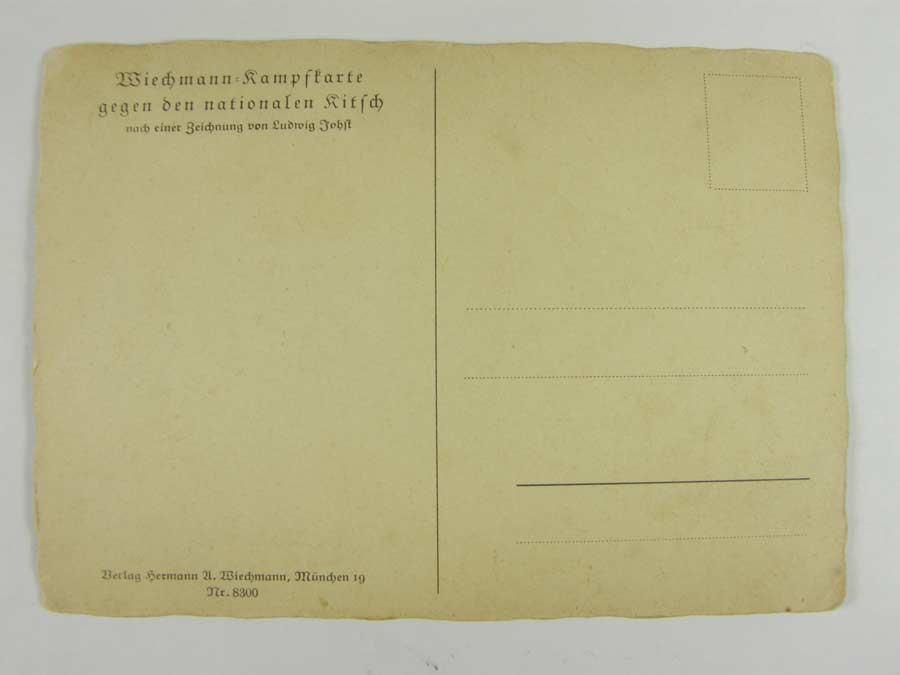 Wiechmann-Kampfkarte
gegen den nationalen Kitsch
nach einer Zeichnung von Ludwig Jobst
Verlag Hermann A. Wiechmann, München 19
Nr. 8300